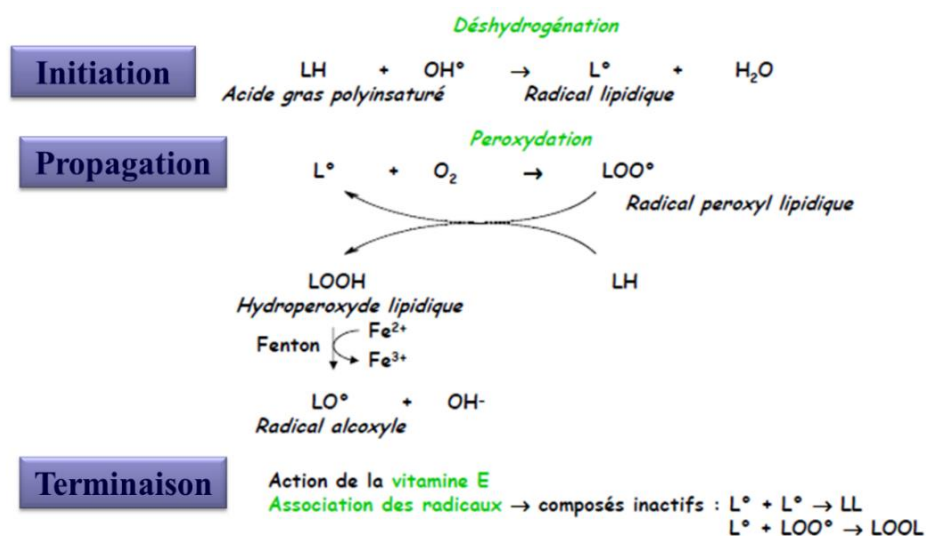 Déshydrogénation
Initiation
LH + OH° → L° + H₂O
Acide gras polyinsaturé Radical lipidique
Peroxydation
Propagation
L° + O₂ → LOO°
Radical peroxyl lipidique
LOOH LH
Hydroperoxyde lipidique
Fe²⁺
Fenton
Fe³⁺
LO° + OH-
Radical alcoxyle
Terminaison
Action de la vitamine E
Association des radicaux → composés inactifs : L° + L° → LL
L° + LOO° → LOOL